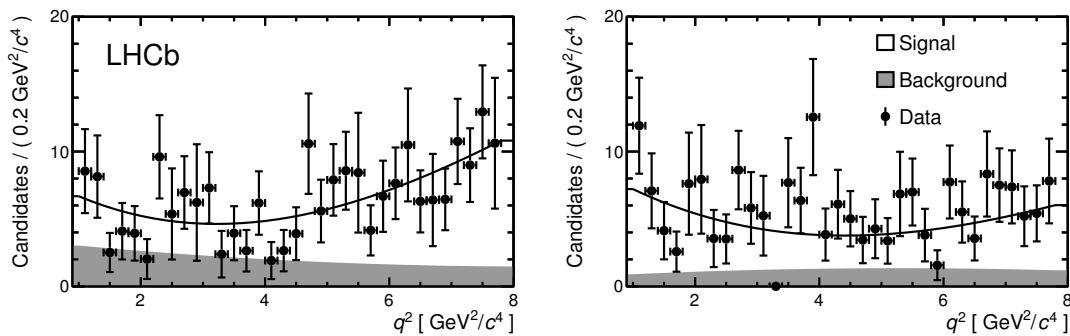 Candidates / ( 0.2 GeV²/c⁴ )
20
10
0
LHCb
2
4
6
8
q² [ GeV²/c⁴ ]
Candidates / ( 0.2 GeV²/c⁴ )
20
10
0
Signal
Background
Data
2
4
6
8
q² [ GeV²/c⁴ ]